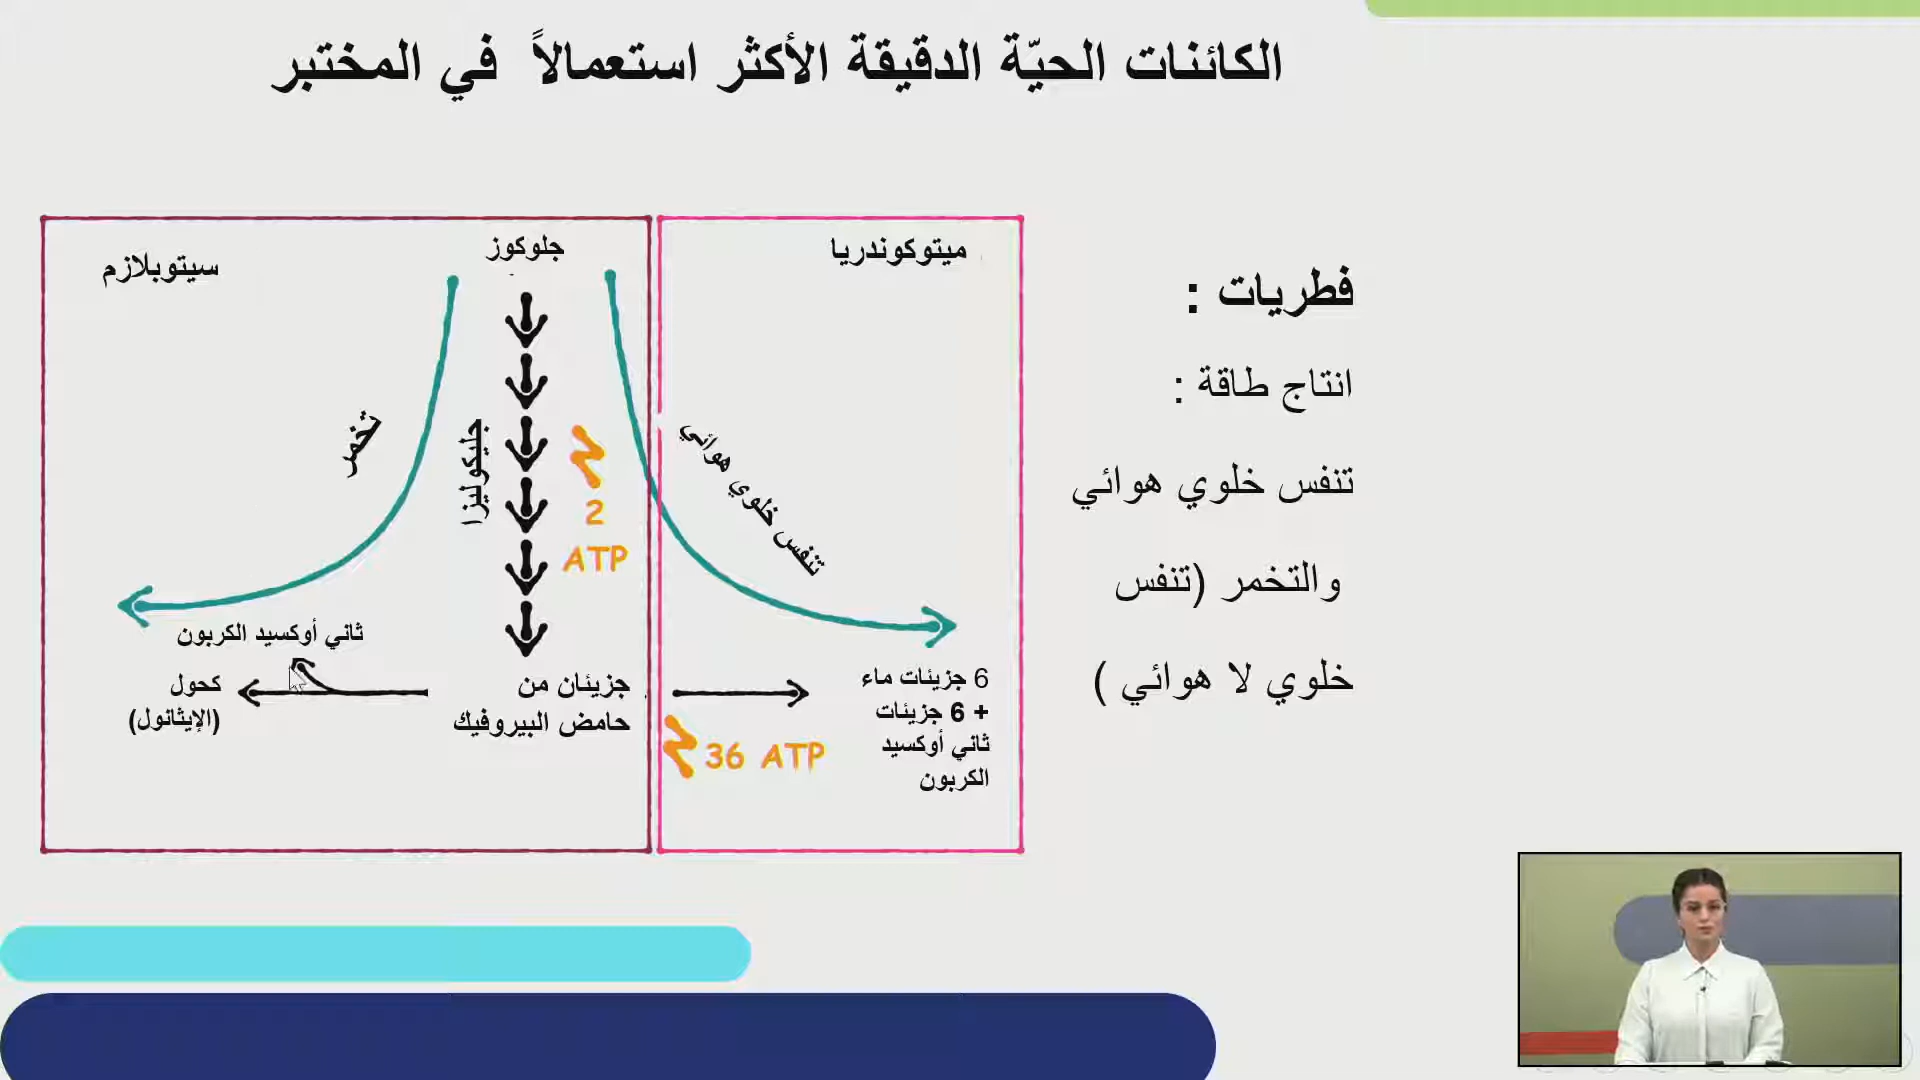 الكائنات الحيّة الدقيقة الأكثر استعمالاً في المختبر
فطريات :
انتاج طاقة :
تنفس خلوي هوائي
والتخمر (تنفس
خلوي لا هوائي )
ميتوكوندريا
جلوكوز
سيتوبلازم
تنفس خلوي هوائي
جليكوليزا
تخمر
2
ATP
ثاني أوكسيد الكربون
كحول
(الإيثانول)
جزيئان من
حامض البيروفيك
36 ATP
6 جزيئات ماء
+ 6 جزيئات
ثاني أوكسيد
الكربون